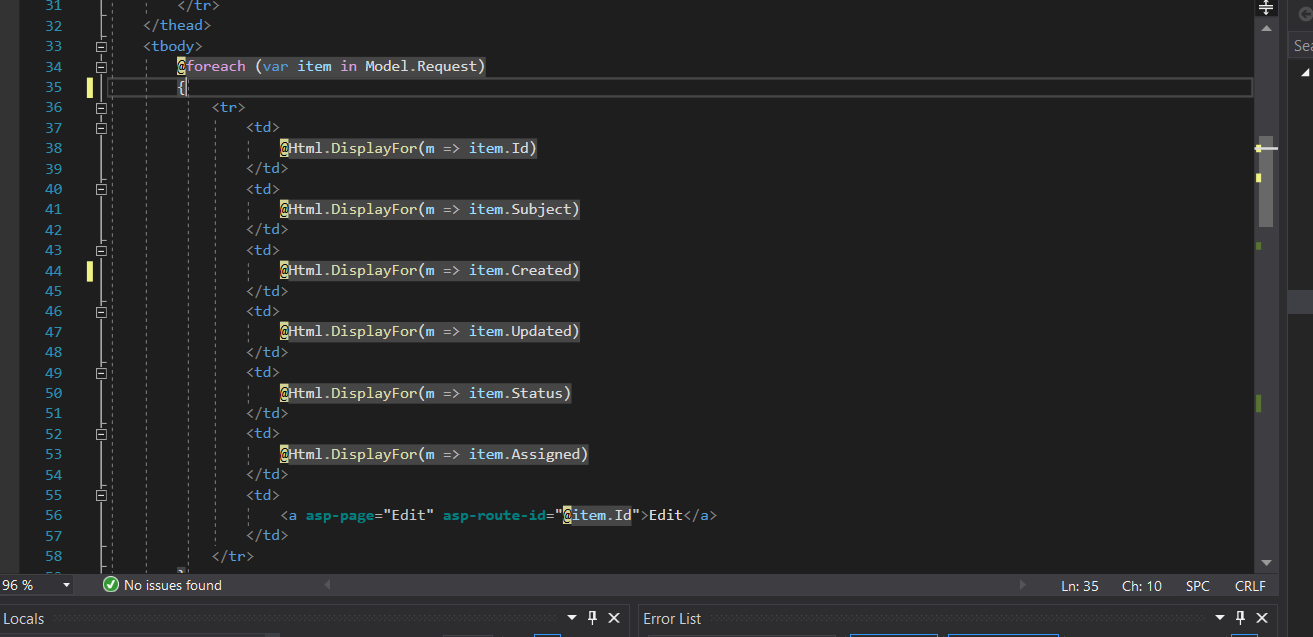 31 </tr>
32 </thead>
33 <tbody>
34 @foreach (var item in Model.Request)
35 {
36 <tr>
37 <td>
38 @Html.DisplayFor(m => item.Id)
39 </td>
40 <td>
41 @Html.DisplayFor(m => item.Subject)
42 </td>
43 <td>
44 @Html.DisplayFor(m => item.Created)
45 </td>
46 <td>
47 @Html.DisplayFor(m => item.Updated)
48 </td>
49 <td>
50 @Html.DisplayFor(m => item.Status)
51 </td>
52 <td>
53 @Html.DisplayFor(m => item.Assigned)
54 </td>
55 <td>
56 <a asp-page="Edit" asp-route-id="@item.Id">Edit</a>
57 </td>
58 </tr>
Sea
96 % No issues found Ln: 35 Ch: 10 SPC CRLF
Locals Error List